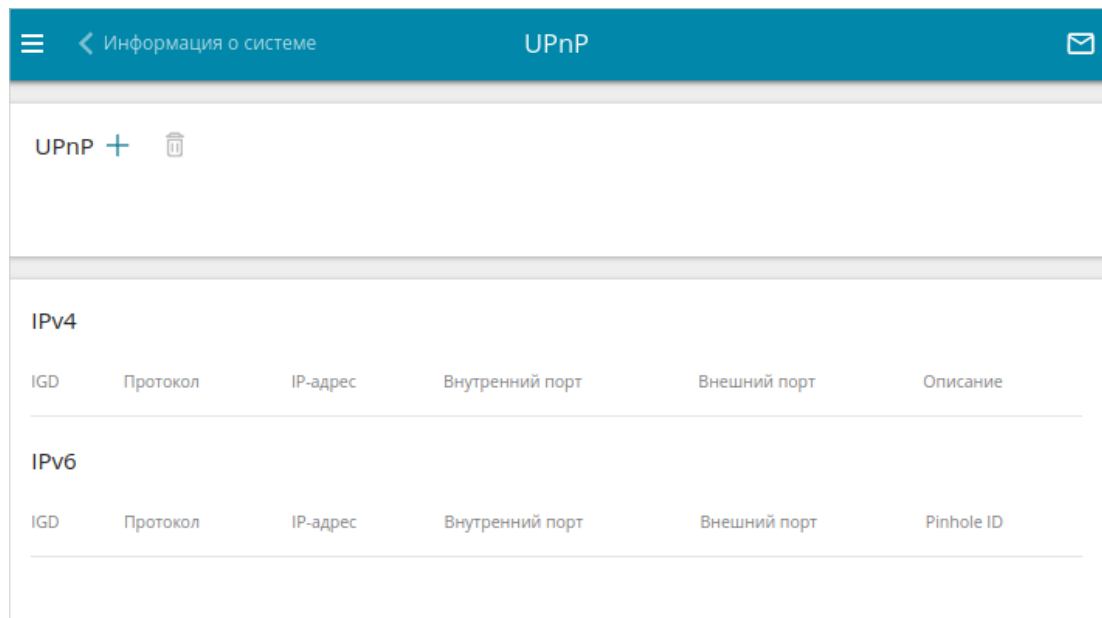 Информация о системе UPnP
UPnP
IPv4
IGD Протокол IP-адрес Внутренний порт Внешний порт Описание
IPv6
IGD Протокол IP-адрес Внутренний порт Внешний порт Pinhole ID